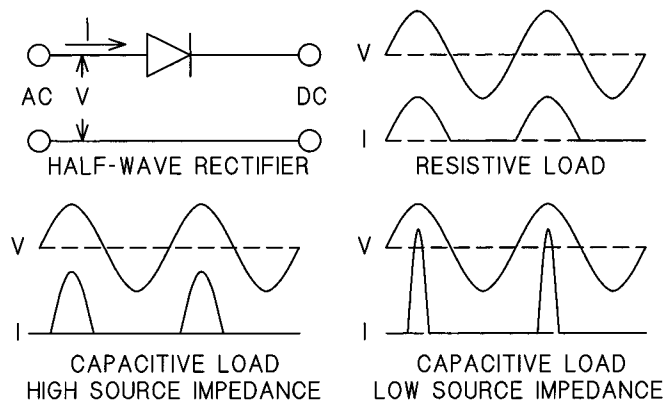 I
AC V DC
HALF-WAVE RECTIFIER
V
I
RESISTIVE LOAD
V
I
CAPACITIVE LOAD
HIGH SOURCE IMPEDANCE
V
I
CAPACITIVE LOAD
LOW SOURCE IMPEDANCE